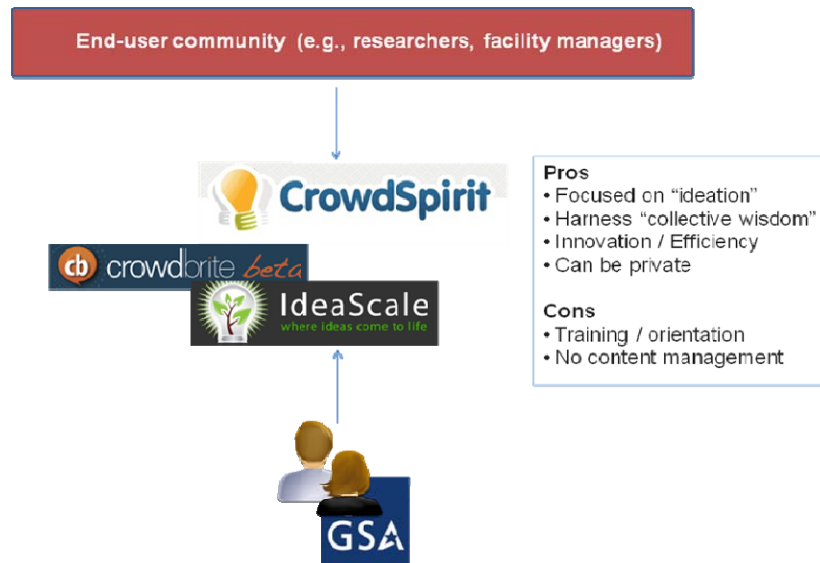 End-user community (e.g., researchers, facility managers)
CrowdSpirit
cb crowdbrite beta
IdeaScale
where ideas come to life
Pros
• Focused on “ideation”
• Harness “collective wisdom”
• Innovation / Efficiency
• Can be private
Cons
• Training / orientation
• No content management
GSA